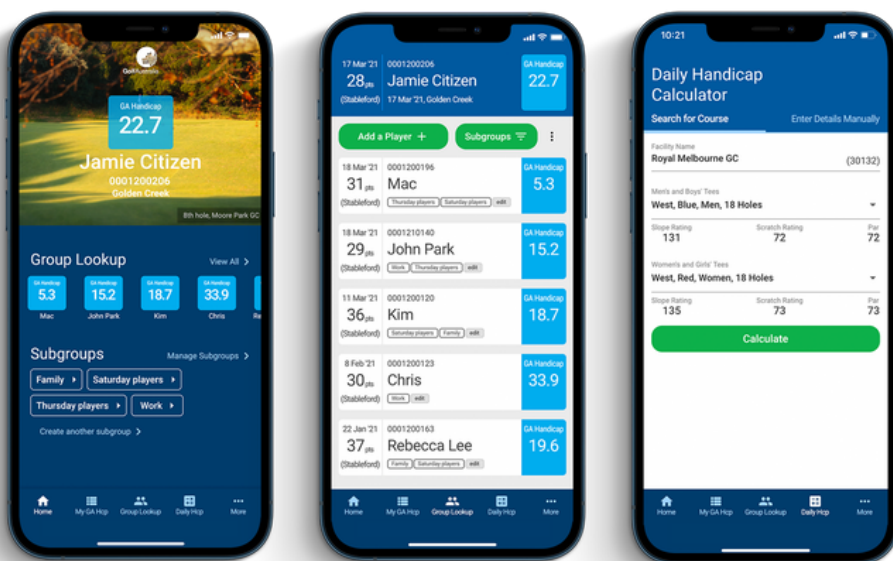 Golf Australia
GA Handicap
22.7
Jamie Citizen
0001200206
Golden Creek
8th hole, Moore Park GC
Group Lookup View All >
GA Handicap GA Handicap GA Handicap GA Handicap
5.3 15.2 18.7 33.9
Mac John Park Kim Chris Re
Subgroups Manage Subgroups >
Family Saturday players
Thursday players Work
Create another subgroup >
Home My GA Hcp Group Lookup Daily Hcp More
17 Mar '21 0001200206 GA Handicap
28pts Jamie Citizen 22.7
(Stableford) 17 Mar '21, Golden Creek
Add a Player + Subgroups
18 Mar '21 0001200196 GA Handicap
31pts Mac 5.3
(Stableford) Thursday players Saturday players edit
18 Mar '21 0001210140 GA Handicap
29pts John Park 15.2
(Stableford) Work Thursday players edit
11 Mar '21 0001200120 GA Handicap
36pts Kim 18.7
(Stableford) Saturday players Family edit
8 Feb '21 0001200123 GA Handicap
30pts Chris 33.9
(Stableford) Work edit
22 Jan '21 0001200163 GA Handicap
37pts Rebecca Lee 19.6
(Stableford) Family Saturday players edit
Home My GA Hcp Group Lookup Daily Hcp More
10:21
Daily Handicap
Calculator
Search for Course Enter Details Manually
Facility Name
Royal Melbourne GC (30132)
Men's and Boys' Tees
West, Blue, Men, 18 Holes
Slope Rating Scratch Rating Par
131 72 72
Women's and Girls' Tees
West, Red, Women, 18 Holes
Slope Rating Scratch Rating Par
135 73 73
Calculate
Home My GA Hcp Group Lookup Daily Hcp More